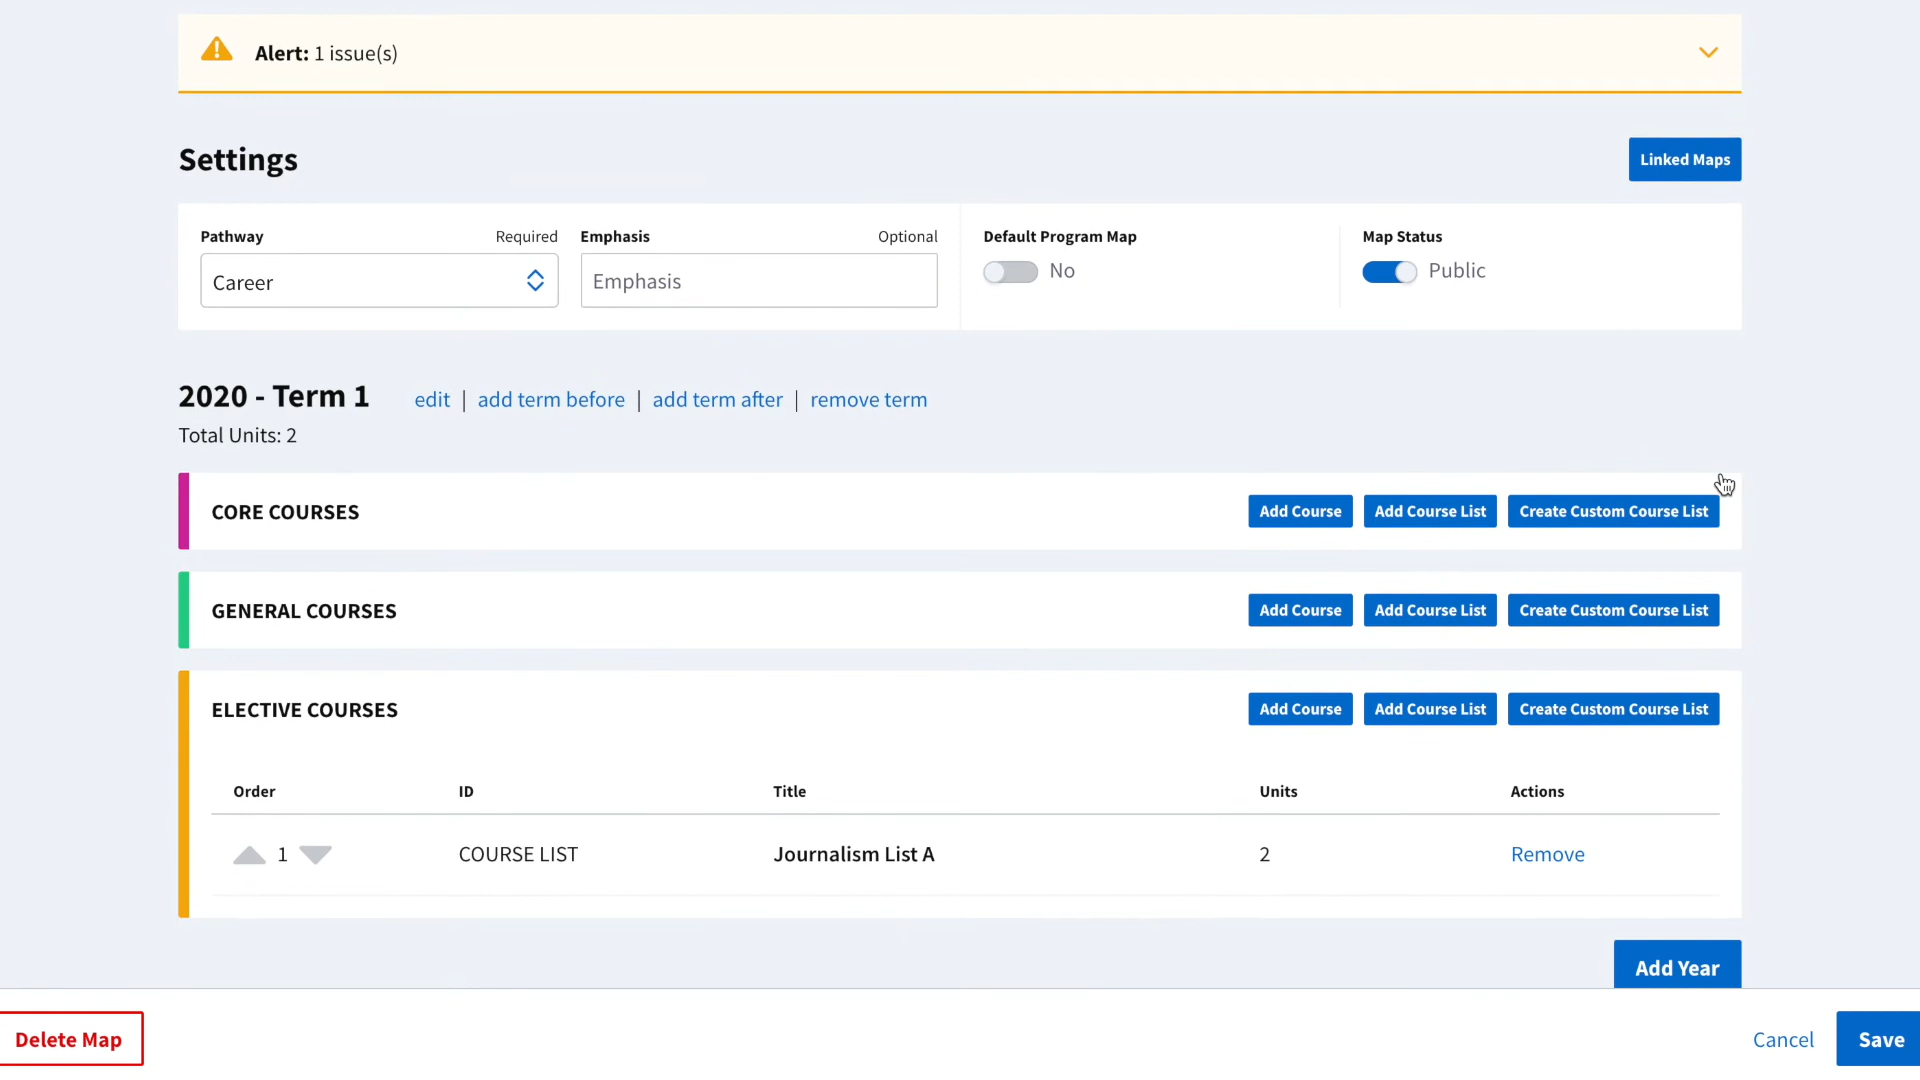 Alert: 1 issue(s)
Settings
Linked Maps
Pathway Required Emphasis Optional Default Program Map Map Status
Career Emphasis No Public
2020 - Term 1 edit | add term before | add term after | remove term
Total Units: 2
CORE COURSES Add Course Add Course List Create Custom Course List
GENERAL COURSES Add Course Add Course List Create Custom Course List
ELECTIVE COURSES Add Course Add Course List Create Custom Course List
Order ID Title Units Actions
1 COURSE LIST Journalism List A 2 Remove
Add Year
Delete Map Cancel Save